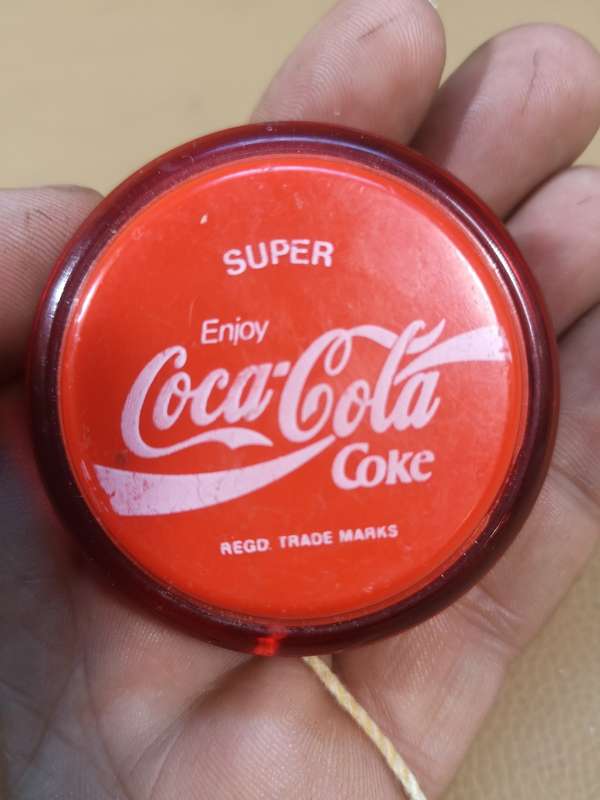 SUPER
Enjoy
Coca-Cola
Coke
REGD. TRADE MARKS